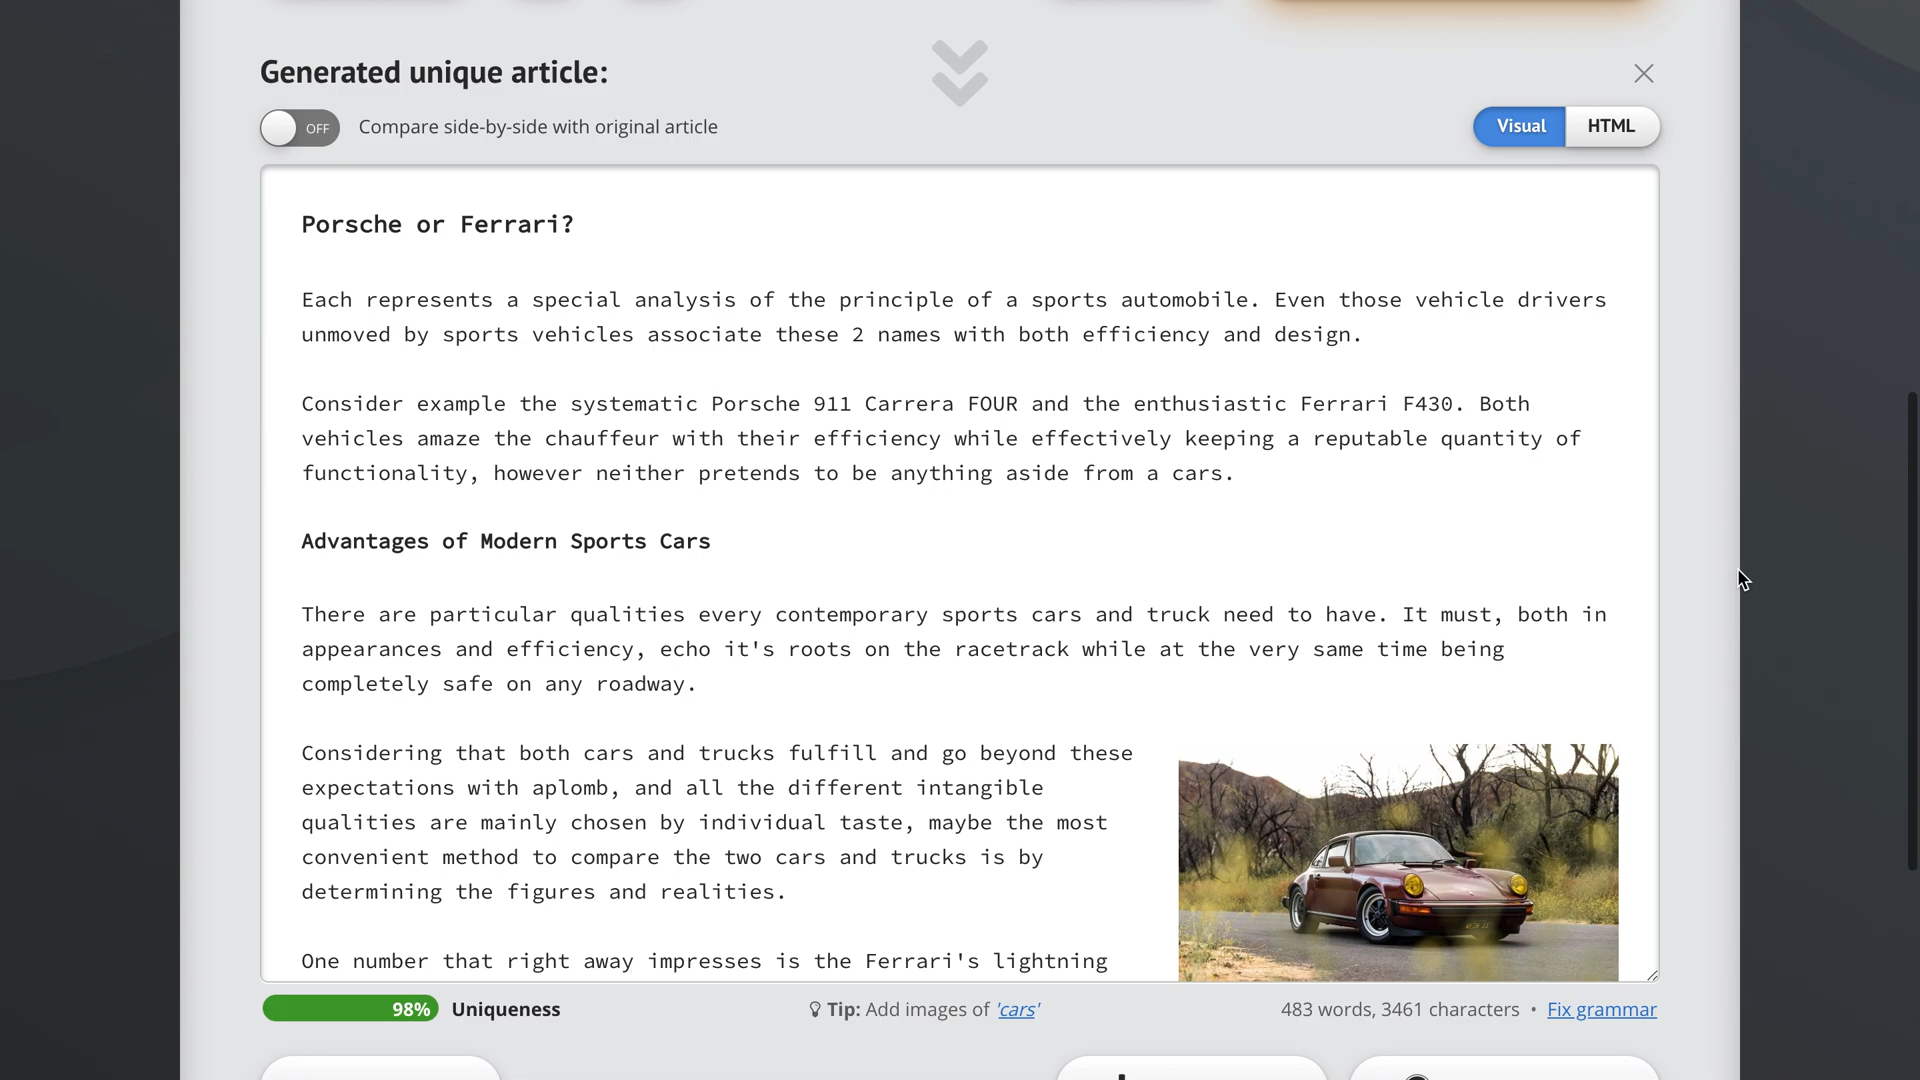 Generated unique article:
OFF Compare side-by-side with original article
Visual HTML
Porsche or Ferrari?
Each represents a special analysis of the principle of a sports automobile. Even those vehicle drivers
unmoved by sports vehicles associate these 2 names with both efficiency and design.
Consider example the systematic Porsche 911 Carrera FOUR and the enthusiastic Ferrari F430. Both
vehicles amaze the chauffeur with their efficiency while effectively keeping a reputable quantity of
functionality, however neither pretends to be anything aside from a cars.
Advantages of Modern Sports Cars
There are particular qualities every contemporary sports cars and truck need to have. It must, both in
appearances and efficiency, echo it's roots on the racetrack while at the very same time being
completely safe on any roadway.
Considering that both cars and trucks fulfill and go beyond these
expectations with aplomb, and all the different intangible
qualities are mainly chosen by individual taste, maybe the most
convenient method to compare the two cars and trucks is by
determining the figures and realities.
One number that right away impresses is the Ferrari's lightning
98% Uniqueness
Tip: Add images of 'cars'
483 words, 3461 characters • Fix grammar